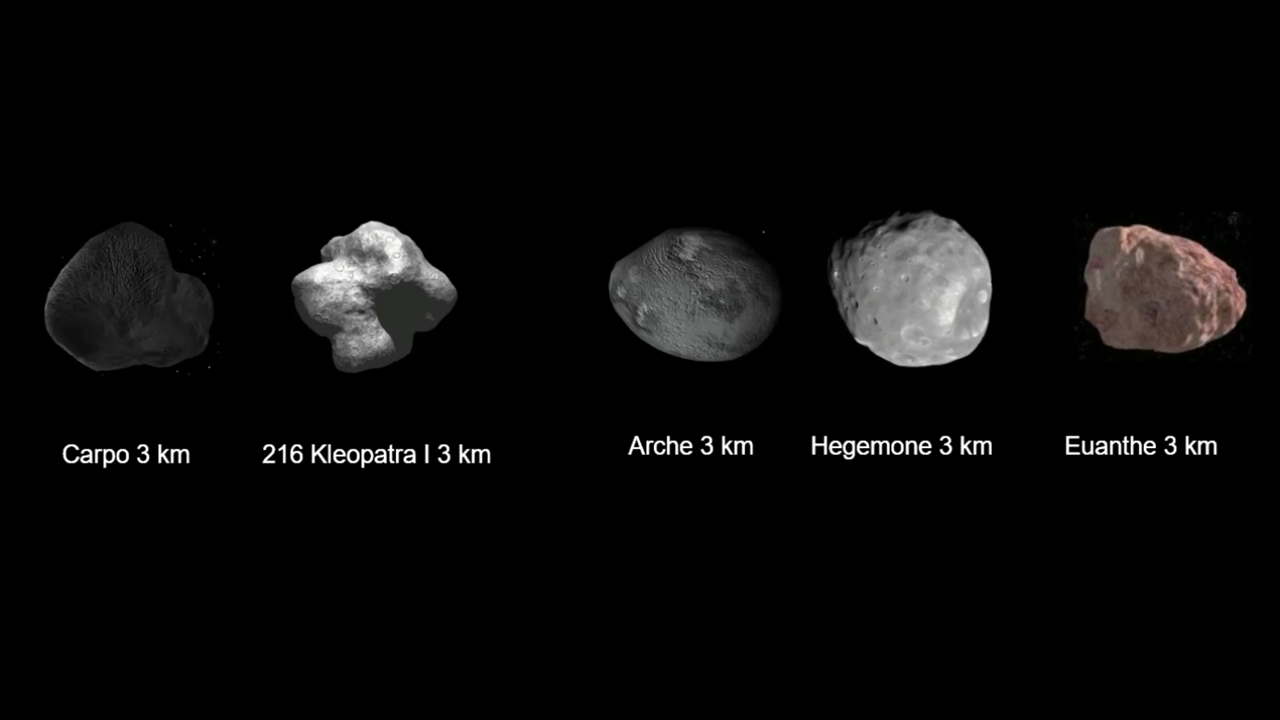 Carpo 3 km
216 Kleopatra I 3 km
Arche 3 km
Hegemone 3 km
Euanthe 3 km